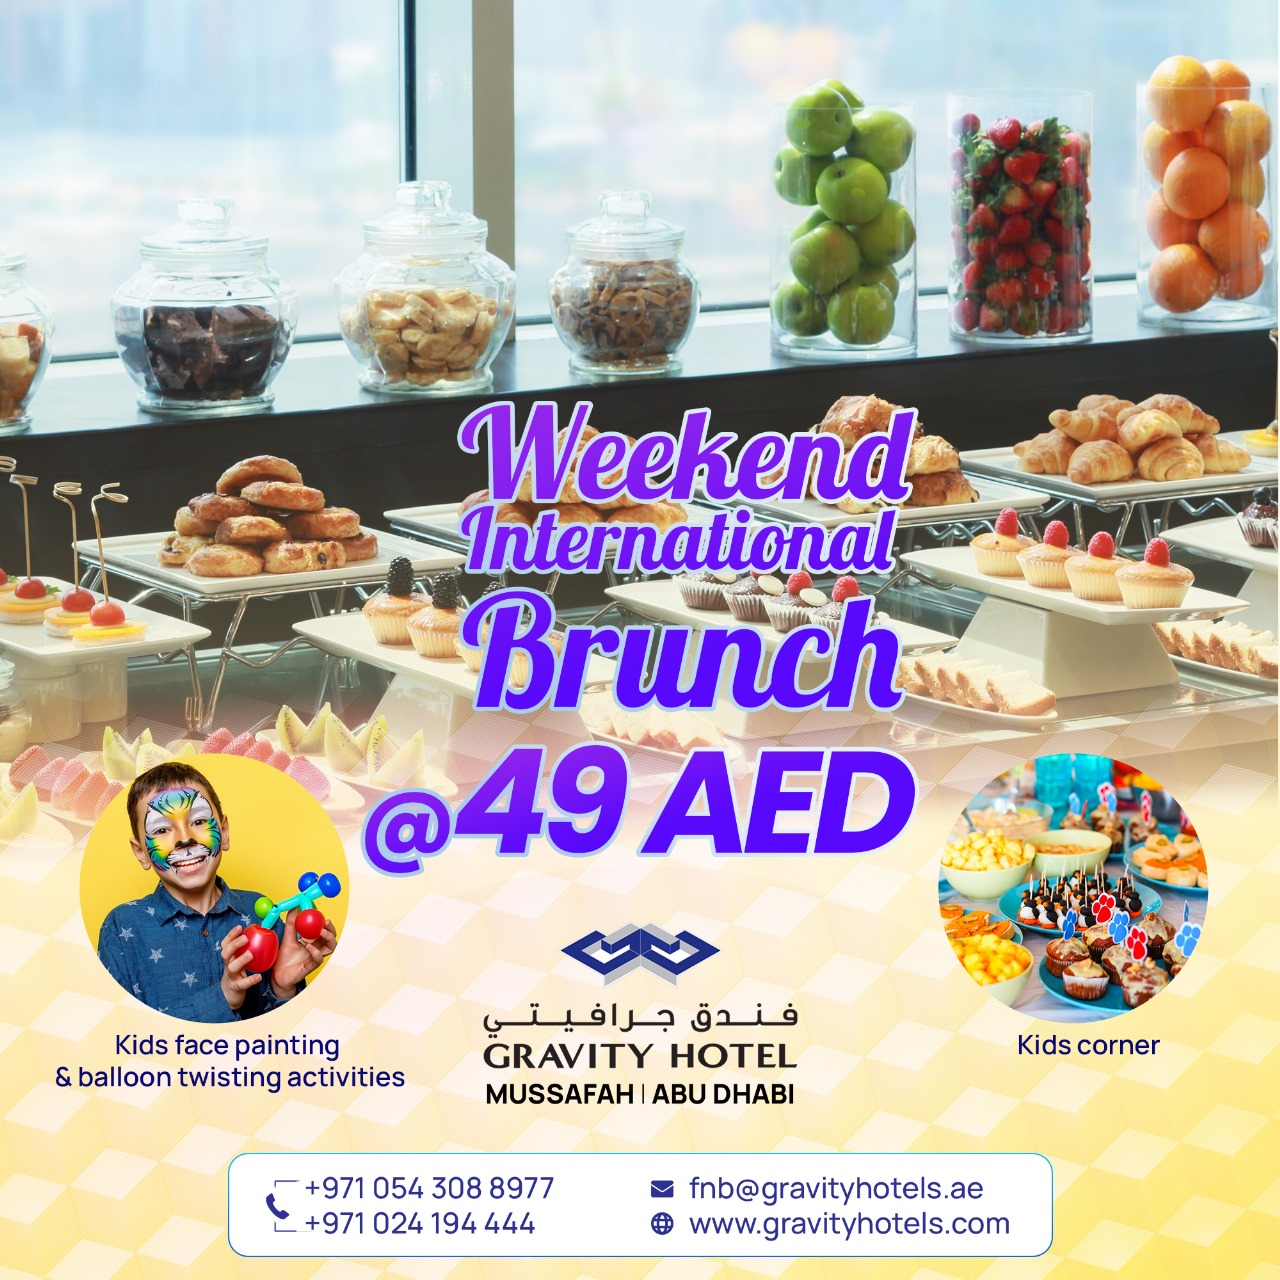 Weekend
International
Brunch
@49 AED
Kids face painting
& balloon twisting activities
Kids corner
فندق جرافيتي
GRAVITY HOTEL
MUSSAFAH | ABU DHABI
+971 054 308 8977
+971 024 194 444
fnb@gravityhotels.ae
www.gravityhotels.com